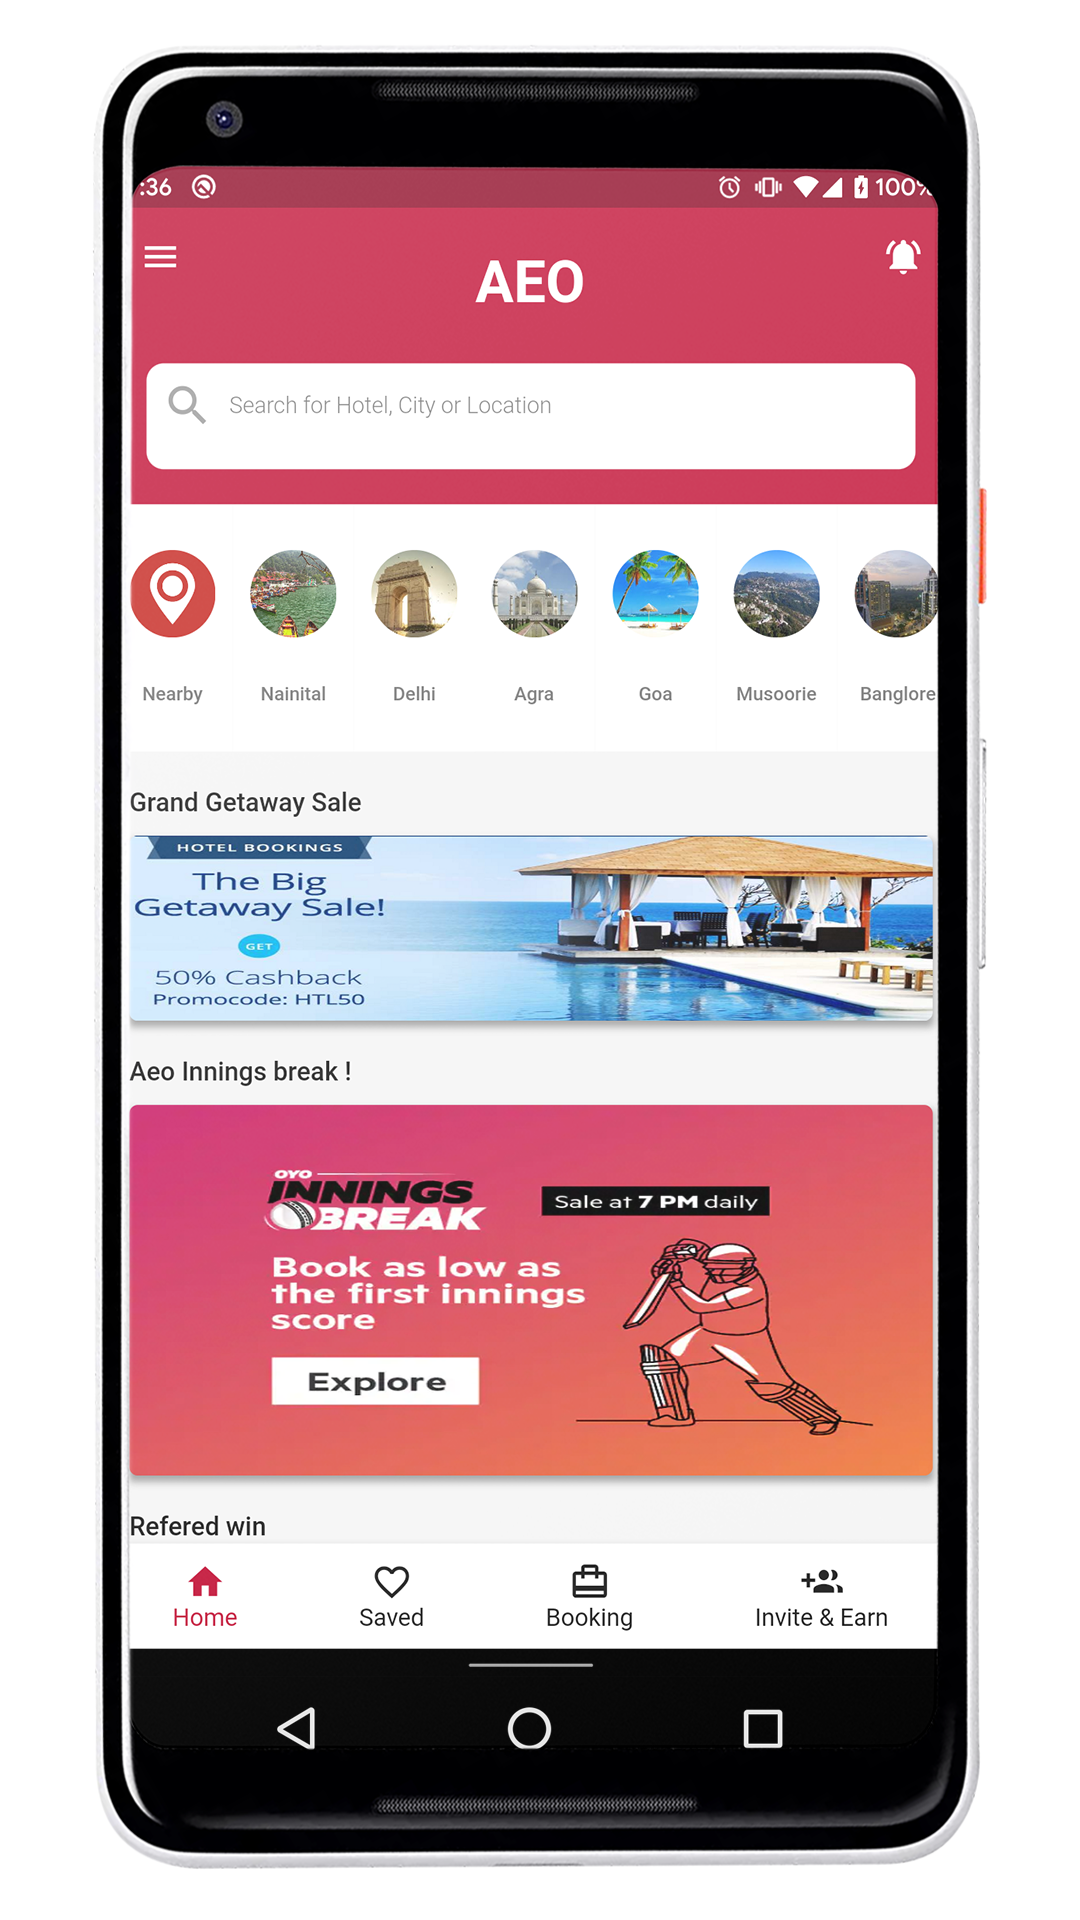 :36
100%
AEO
Search for Hotel, City or Location
Nearby Nainital Delhi Agra Goa Musoorie Banglore
Grand Getaway Sale
HOTEL BOOKINGS
The Big
Getaway Sale!
GET
50% Cashback
Promocode: HTL50
Aeo Innings break !
OYO
INNINGS
BREAK
Sale at 7 PM daily
Book as low as
the first innings
score
Explore
Refered win
Home Saved Booking Invite & Earn